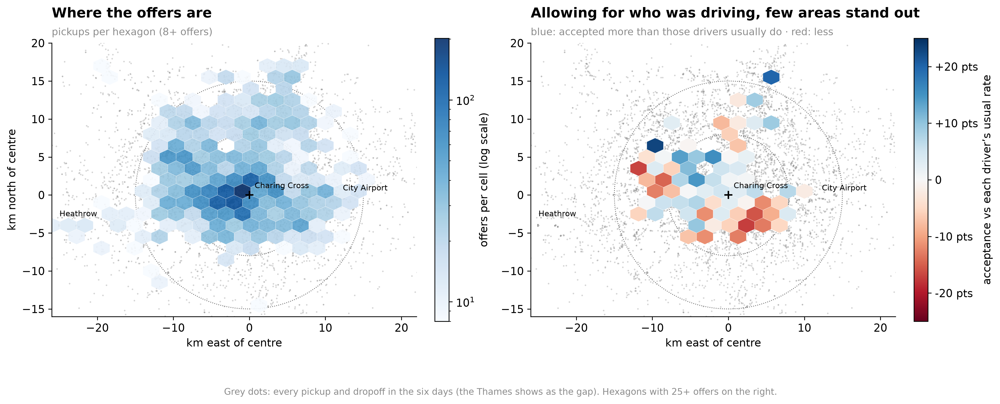 Where the offers are
pickups per hexagon (8+ offers)
20
15
10
5
0
−5
−10
−15
km north of centre
−20
−10
0
10
20
km east of centre
Charing Cross
City Airport
Heathrow
10²
10¹
offers per cell (log scale)
Allowing for who was driving, few areas stand out
blue: accepted more than those drivers usually do · red: less
20
15
10
5
0
−5
−10
−15
−20
−10
0
10
20
km east of centre
Charing Cross
City Airport
Heathrow
+20 pts
+10 pts
0
-10 pts
-20 pts
acceptance vs each driver’s usual rate
Grey dots: every pickup and dropoff in the six days (the Thames shows as the gap). Hexagons with 25+ offers on the right.